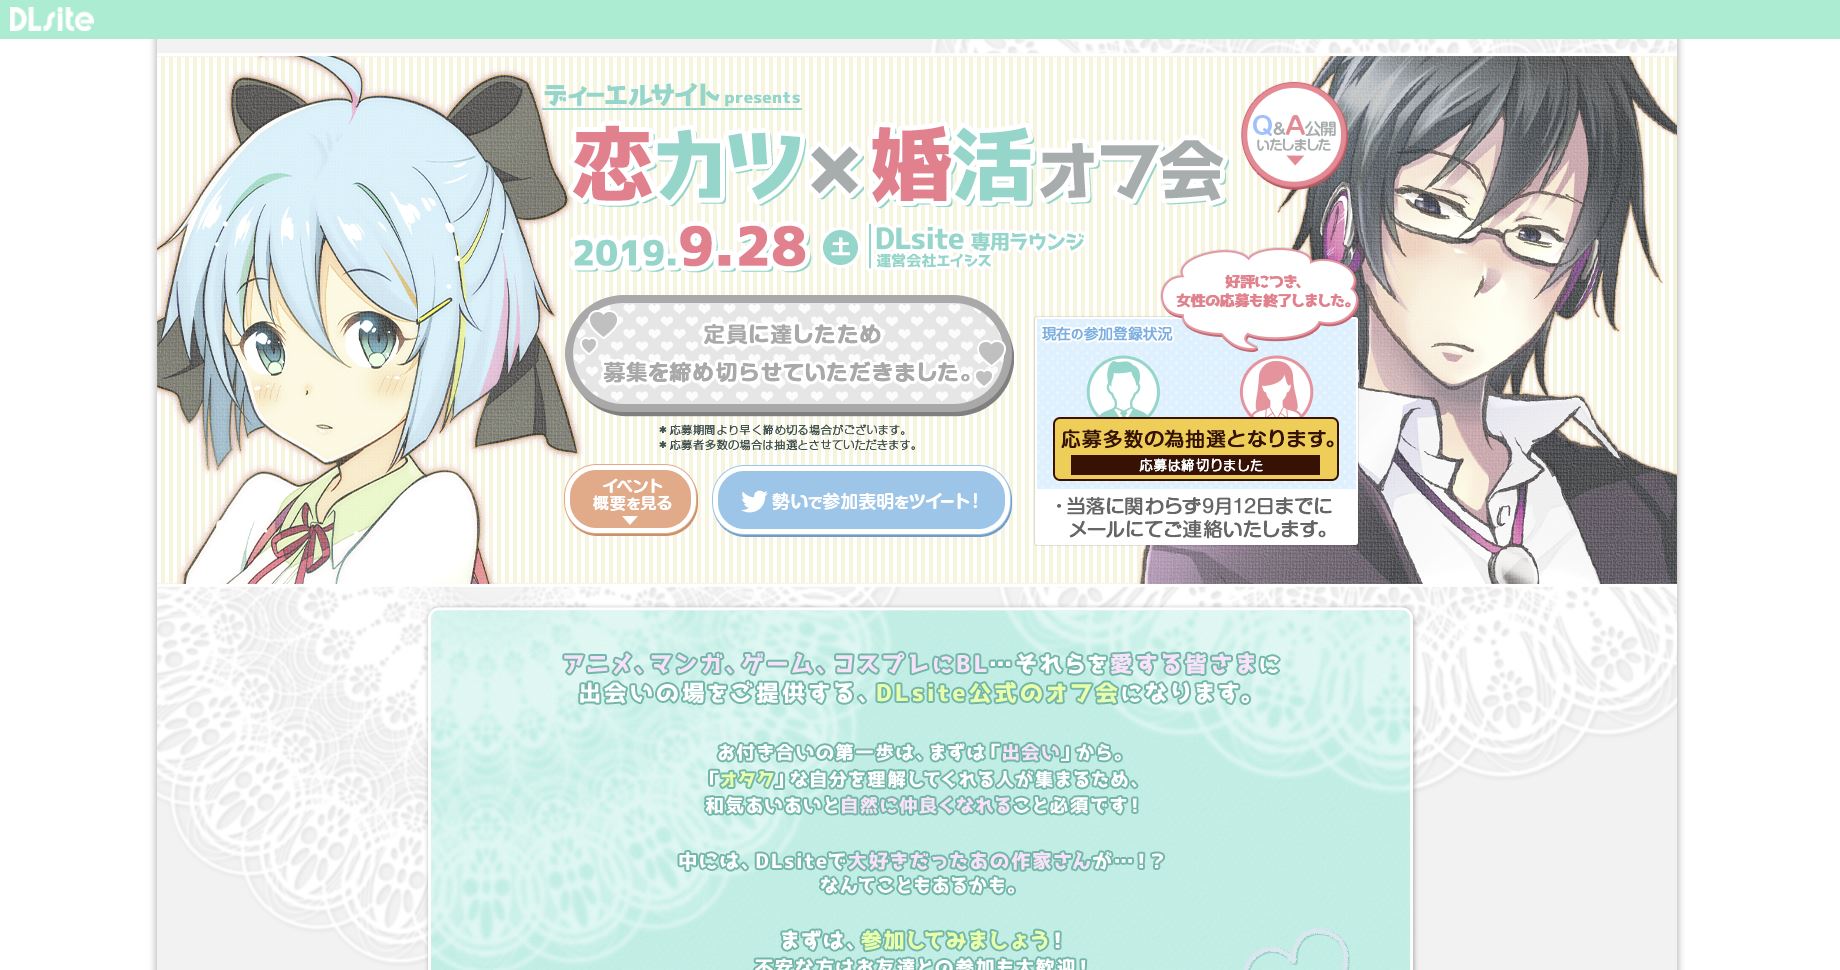 DLsite
ディーエルサイト presents
恋カツ×婚活オフ会
2019.9.28 土 DLsite 専用ラウンジ
運営会社エイシス
Q&A公開
いたしました
定員に達したため
募集を締め切らせていただきました。
＊応募期間より早く締め切る場合がございます。
＊応募者多数の場合は抽選とさせていただきます。
イベント
概要を見る
勢いで参加表明をツイート!
好評につき、
女性の応募も終了しました。
現在の参加登録状況
応募多数の為抽選となります。
応募は締切りました
・当落に関わらず9月12日までに
メールにてご連絡いたします。
アニメ、マンガ、ゲーム、コスプレにBL…それらを愛する皆さまに
出会いの場をご提供する、DLsite公式のオフ会になります。
お付き合いの第一歩は、まずは「出会い」から。
「オタク」な自分を理解してくれる人が集まるため、
和気あいあいと自然に仲良くなれること必須です!
中には、DLsiteで大好きだったあの作家さんが…!?
なんてこともあるかも。
まずは、参加してみましょう!
不安な方はお友達との参加も大歓迎!